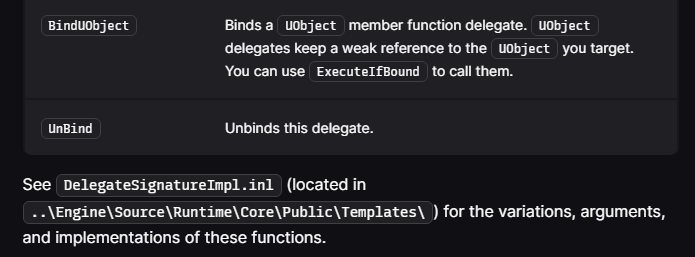 BindUObject Binds a UObject member function delegate. UObject
delegates keep a weak reference to the UObject you target.
You can use ExecuteIfBound to call them.
UnBind Unbinds this delegate.
See DelegateSignatureImpl.inl (located in
..\Engine\Source\Runtime\Core\Public\Templates\) for the variations, arguments,
and implementations of these functions.